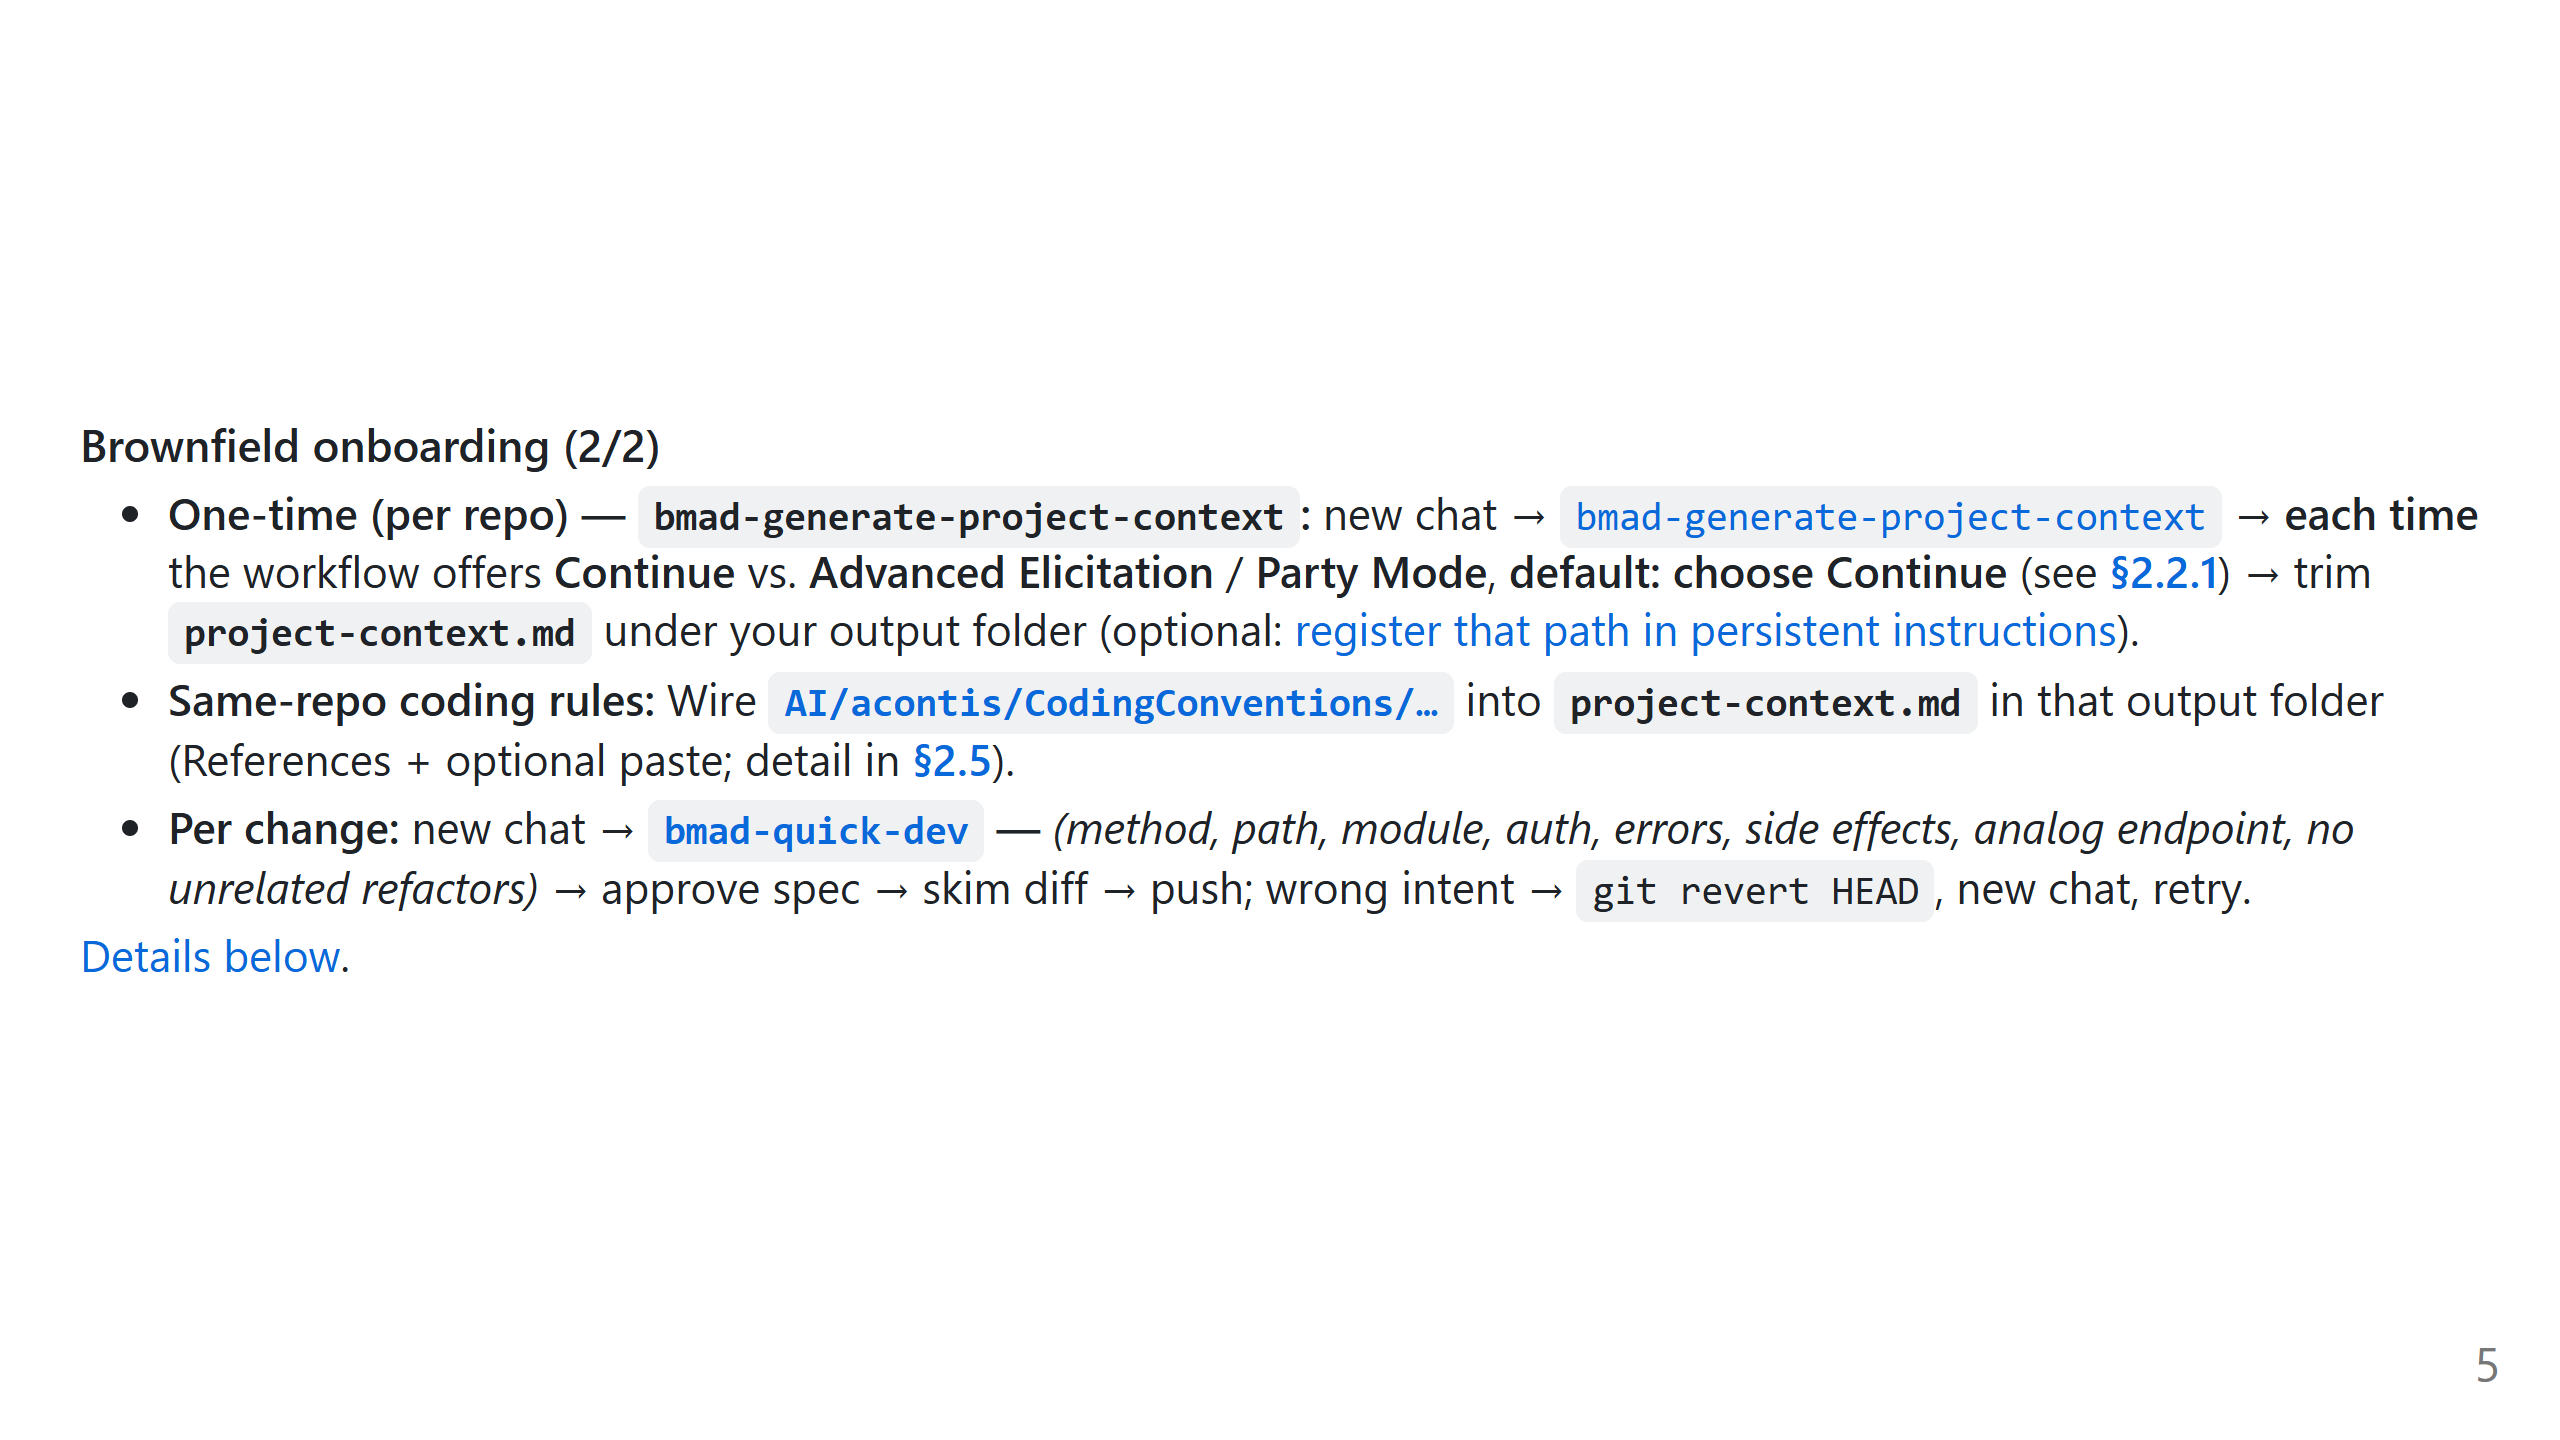 Brownfield onboarding (2/2)
• One-time (per repo) — bmad-generate-project-context: new chat → bmad-generate-project-context → each time
the workflow offers Continue vs. Advanced Elicitation / Party Mode, default: choose Continue (see §2.2.1) → trim
project-context.md under your output folder (optional: register that path in persistent instructions).
• Same-repo coding rules: Wire AI/acontis/CodingConventions/… into project-context.md in that output folder
(References + optional paste; detail in §2.5).
• Per change: new chat → bmad-quick-dev — (method, path, module, auth, errors, side effects, analog endpoint, no
unrelated refactors) → approve spec → skim diff → push; wrong intent → git revert HEAD, new chat, retry.
Details below.
5